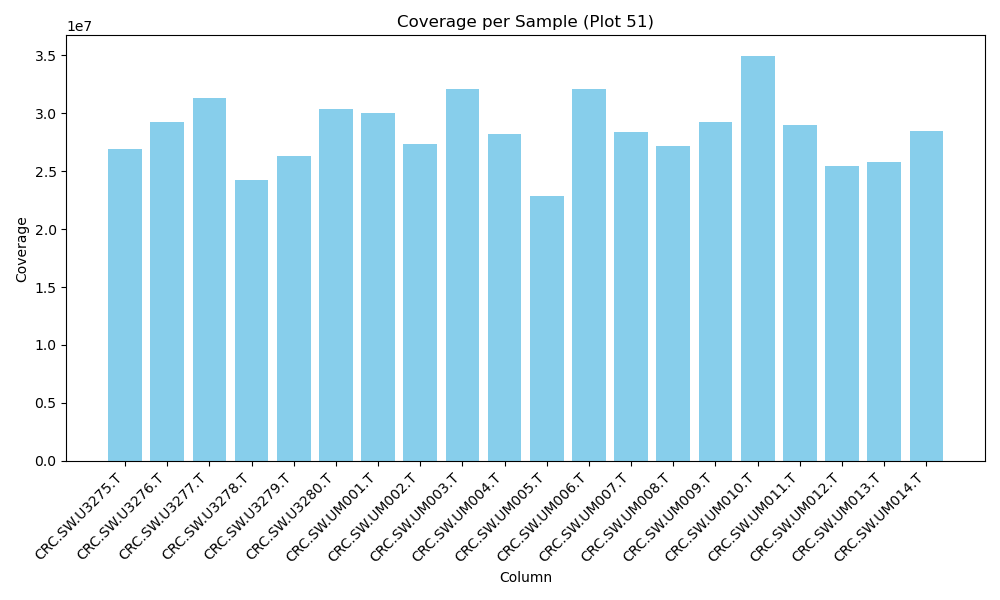 Coverage per Sample (Plot 51)
1e7
3.5
3.0
2.5
2.0
1.5
1.0
0.5
0.0
Coverage
CRC.SW.U3275.T
CRC.SW.U3276.T
CRC.SW.U3277.T
CRC.SW.U3278.T
CRC.SW.U3279.T
CRC.SW.U3280.T
CRC.SW.UM001.T
CRC.SW.UM002.T
CRC.SW.UM003.T
CRC.SW.UM004.T
CRC.SW.UM005.T
CRC.SW.UM006.T
CRC.SW.UM007.T
CRC.SW.UM008.T
CRC.SW.UM009.T
CRC.SW.UM010.T
CRC.SW.UM011.T
CRC.SW.UM012.T
CRC.SW.UM013.T
CRC.SW.UM014.T
Column